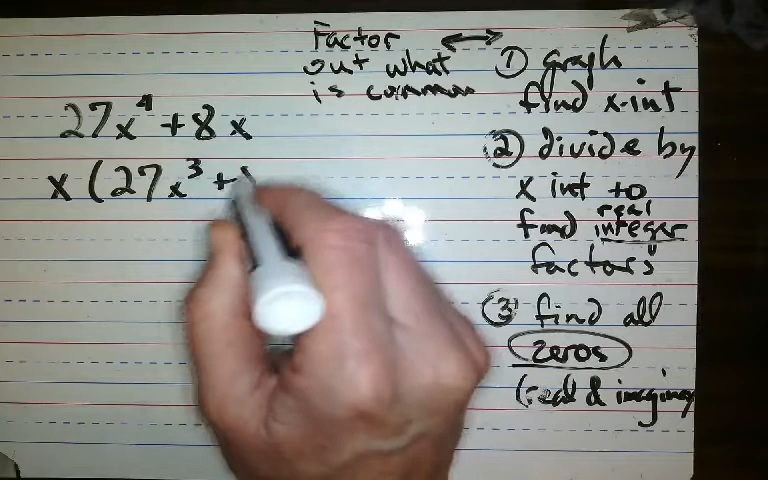 Factor
out what
is common
27x⁴ + 8x
x (27x³ +
① graph
find x-int
② divide by
x int to
find real integer
factors
③ find all
zeros
(real &